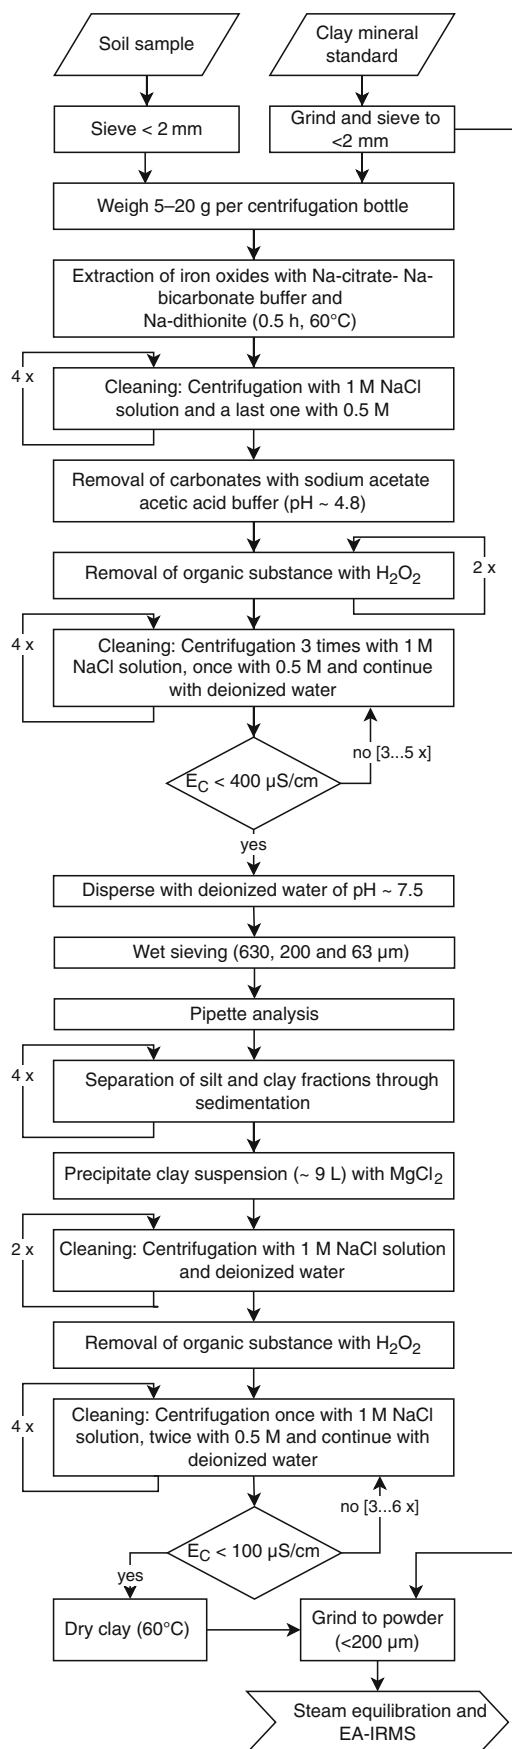 Soil sample
Clay mineral
standard
Sieve < 2 mm
Grind and sieve to
<2 mm
Weigh 5–20 g per centrifugation bottle
Extraction of iron oxides with Na-citrate- Na-
bicarbonate buffer and
Na-dithionite (0.5 h, 60°C)
4 x
Cleaning: Centrifugation with 1 M NaCl
solution and a last one with 0.5 M
Removal of carbonates with sodium acetate
acetic acid buffer (pH ~ 4.8)
Removal of organic substance with H2O2
2 x
4 x
Cleaning: Centrifugation 3 times with 1 M
NaCl solution, once with 0.5 M and continue
with deionized water
no [3...5 x]
EC < 400 µS/cm
yes
Disperse with deionized water of pH ~ 7.5
Wet sieving (630, 200 and 63 µm)
Pipette analysis
4 x
Separation of silt and clay fractions through
sedimentation
Precipitate clay suspension (~ 9 L) with MgCl2
2 x
Cleaning: Centrifugation with 1 M NaCl solution
and deionized water
Removal of organic substance with H2O2
4 x
Cleaning: Centrifugation once with 1 M NaCl
solution, twice with 0.5 M and continue with
deionized water
no [3...6 x]
EC < 100 µS/cm
yes
Dry clay (60°C)
Grind to powder
(<200 µm)
Steam equilibration and
EA-IRMS